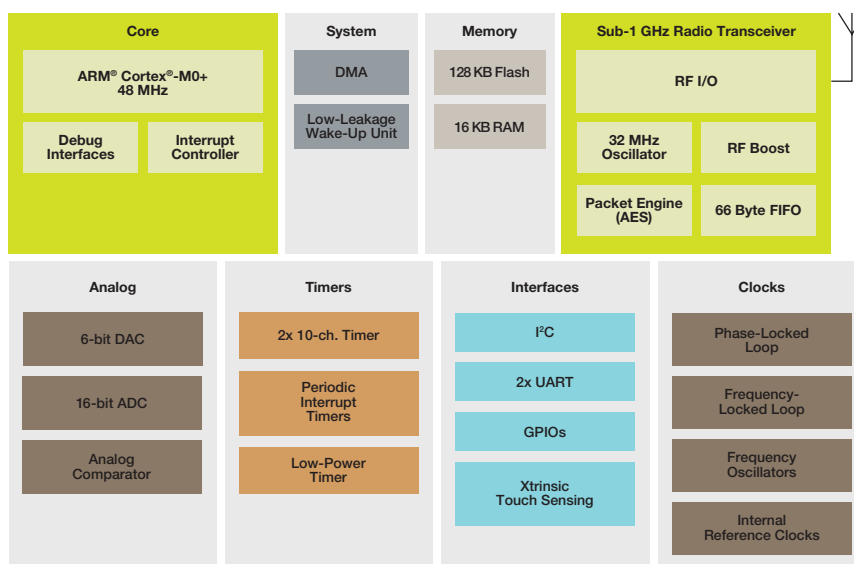 Core
ARM® Cortex®-M0+
48 MHz
Debug
Interfaces
Interrupt
Controller
System
DMA
Low-Leakage
Wake-Up Unit
Memory
128 KB Flash
16 KB RAM
Sub-1 GHz Radio Transceiver
RF I/O
32 MHz
Oscillator
RF Boost
Packet Engine
(AES)
66 Byte FIFO
Analog
6-bit DAC
16-bit ADC
Analog
Comparator
Timers
2x 10-ch. Timer
Periodic
Interrupt
Timers
Low-Power
Timer
Interfaces
I²C
2x UART
GPIOs
Xtrinsic
Touch Sensing
Clocks
Phase-Locked
Loop
Frequency-
Locked Loop
Frequency
Oscillators
Internal
Reference Clocks